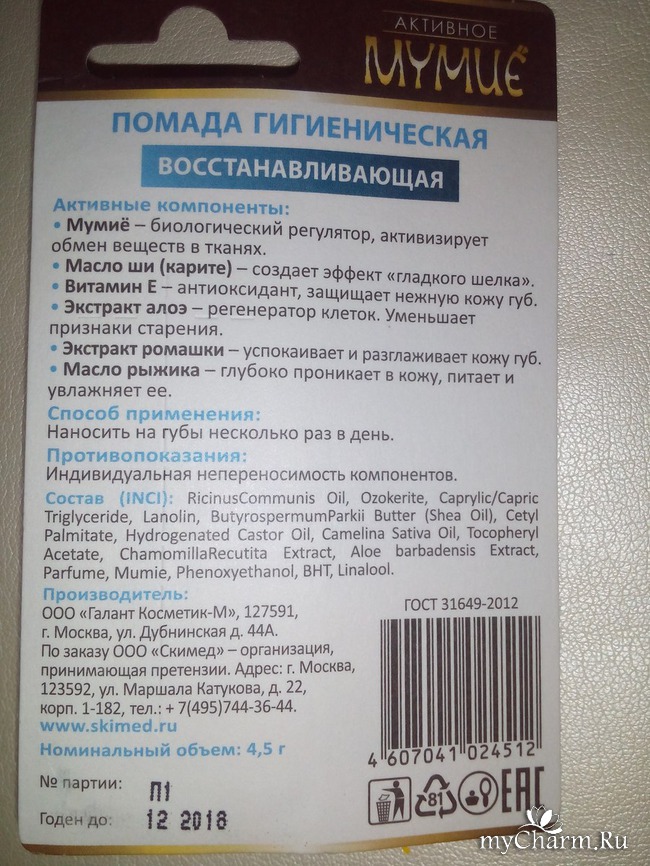 АКТИВНОЕ
МУМИЁ
ПОМАДА ГИГИЕНИЧЕСКАЯ
ВОССТАНАВЛИВАЮЩАЯ
Активные компоненты:
• Мумиё – биологический регулятор, активизирует
обмен веществ в тканях.
• Масло ши (карите) – создает эффект «гладкого шелка».
• Витамин Е – антиоксидант, защищает нежную кожу губ.
• Экстракт алоэ – регенератор клеток. Уменьшает
признаки старения.
• Экстракт ромашки – успокаивает и разглаживает кожу губ.
• Масло рыжика – глубоко проникает в кожу, питает и
увлажняет ее.
Способ применения:
Наносить на губы несколько раз в день.
Противопоказания:
Индивидуальная непереносимость компонентов.
Состав (INCI): RicinusCommunis Oil, Ozokerite, Caprylic/Capric
Triglyceride, Lanolin, ButyrospermumParkii Butter (Shea Oil), Cetyl
Palmitate, Hydrogenated Castor Oil, Camelina Sativa Oil, Tocopheryl
Acetate, ChamomillaRecutita Extract, Aloe barbadensis Extract,
Parfume, Mumie, Phenoxyethanol, BHT, Linalool.
Производитель:
ООО «Галант Косметик-М», 127591,
г. Москва, ул. Дубнинская д. 44А.
По заказу ООО «Скимед» – организация,
принимающая претензии. Адрес: г. Москва,
123592, ул. Маршала Катукова, д. 22,
корп. 1-182, тел.: + 7(495)744-36-44.
www.skimed.ru
Номинальный объем: 4,5 г
№ партии: П1
Годен до: 12 2018
ГОСТ 31649-2012
4 607041 024512
81
ЕАС
myCharm.Ru